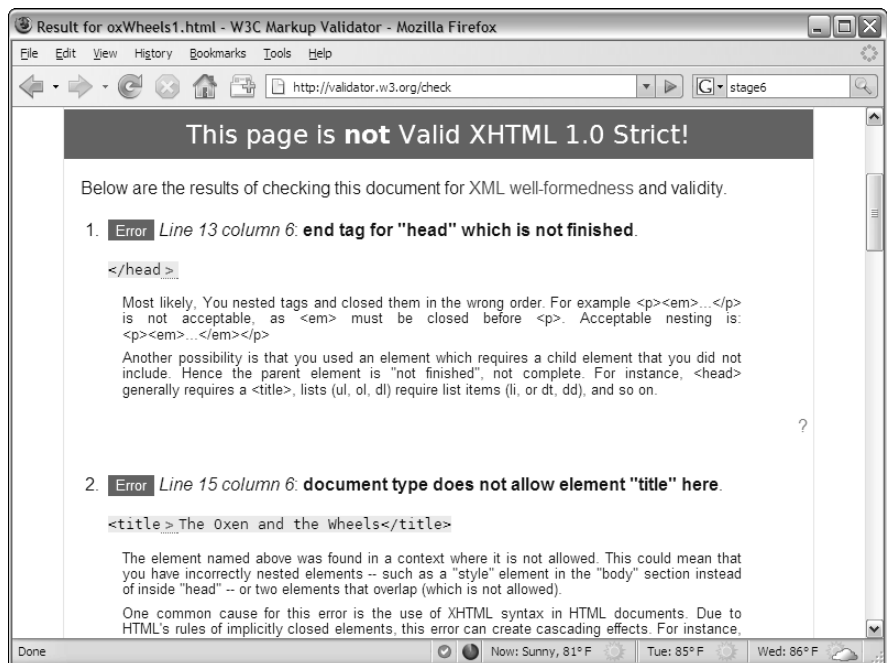 Result for oxWheels1.html - W3C Markup Validator - Mozilla Firefox
File Edit View History Bookmarks Tools Help
http://validator.w3.org/check G stage6
This page is not Valid XHTML 1.0 Strict!
Below are the results of checking this document for XML well-formedness and validity.
1. Error Line 13 column 6: end tag for "head" which is not finished.
</head>
Most likely, You nested tags and closed them in the wrong order. For example <p><em>...</p>
is not acceptable, as <em> must be closed before <p>. Acceptable nesting is:
<p><em>...</em></p>
Another possibility is that you used an element which requires a child element that you did not
include. Hence the parent element is "not finished", not complete. For instance, <head>
generally requires a <title>, lists (ul, ol, dl) require list items (li, or dt, dd), and so on.
?
2. Error Line 15 column 6: document type does not allow element "title" here.
<title>The Oxen and the Wheels</title>
The element named above was found in a context where it is not allowed. This could mean that
you have incorrectly nested elements -- such as a "style" element in the "body" section instead
of inside "head" -- or two elements that overlap (which is not allowed).
One common cause for this error is the use of XHTML syntax in HTML documents. Due to
HTML's rules of implicitly closed elements, this error can create cascading effects. For instance,
Done Now: Sunny, 81° F Tue: 85° F Wed: 86° F